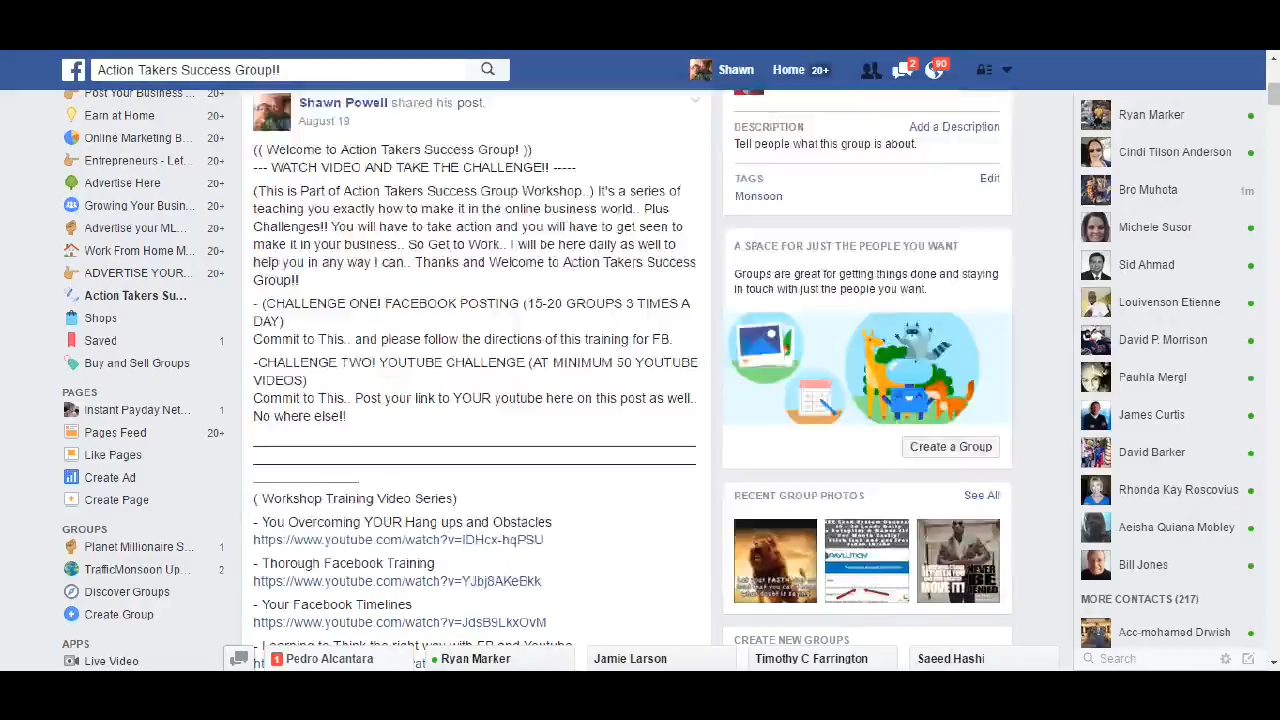 Action Takers Success Group!!
Shawn
Home 20+
2
90
Post Your Business ... 20+
Earn at Home 20+
Online Marketing B... 20+
Entrepreneurs - Let... 20+
Advertise Here 20+
Growing Your Busin... 20+
Advertise your ML... 20+
Work From Home M... 20+
ADVERTISE YOUR... 20+
Action Takers Su...
Shops
Saved 1
Buy and Sell Groups
PAGES
Instant Payday Net... 1
Pages Feed 20+
Like Pages
Create Ad
Create Page
GROUPS
Planet Millionaire S... 1
TrafficMonsoon Up... 2
Discover Groups
Create Group
APPS
Live Video
Shawn Powell shared his post.
August 19
(( Welcome to Action Takers Success Group! ))
--- WATCH VIDEO AND TAKE THE CHALLENGE!! -----
(This is Part of Action Takers Success Group Workshop..) It's a series of
teaching you exactly how to make it in the online business world.. Plus
Challenges!! You will have to take action and you will have to get seen to
make it in your business.. So Get to Work.. I will be here daily as well to
help you in any way I can.. Thanks and Welcome to Action Takers Success
Group!!
- (CHALLENGE ONE! FACEBOOK POSTING (15-20 GROUPS 3 TIMES A
DAY)
Commit to This.. and please follow the directions of this training for FB.
-CHALLENGE TWO! YOUTUBE CHALLENGE (AT MINIMUM 50 YOUTUBE
VIDEOS)
Commit to This.. Post your link to YOUR youtube here on this post as well..
No where else!!
( Workshop Training Video Series)
- You Overcoming YOUR Hang ups and Obstacles
https://www.youtube.com/watch?v=IDHcx-hqPSU
- Thorough Facebook Training
https://www.youtube.com/watch?v=YJbj8AKeBkk
- Your Facebook Timelines
https://www.youtube.com/watch?v=JdsB9LkxOvM
- Learning to Think the right way with FB and Youtube
DESCRIPTION Add a Description
Tell people what this group is about.
TAGS Edit
Monsoon
A SPACE FOR JUST THE PEOPLE YOU WANT
Groups are great for getting things done and staying
in touch with just the people you want.
Create a Group
RECENT GROUP PHOTOS See All
PAYLUTION
NEVER
CREATE NEW GROUPS
Ryan Marker
Cindi Tilson Anderson
Bro Muhota 1m
Michele Susor
Sid Ahmad
Louivenson Etienne
David P. Morrison
Pauhla Mergl
James Curtis
David Barker
Rhonda Kay Roscovius
Aeisha Quiana Mobley
Bill Jones
MORE CONTACTS (217)
Acc-mohamed Drwish
Search
1 Pedro Alcantara
Ryan Marker
Jamie Larson
Timothy C Farrington
Saeed Hashi